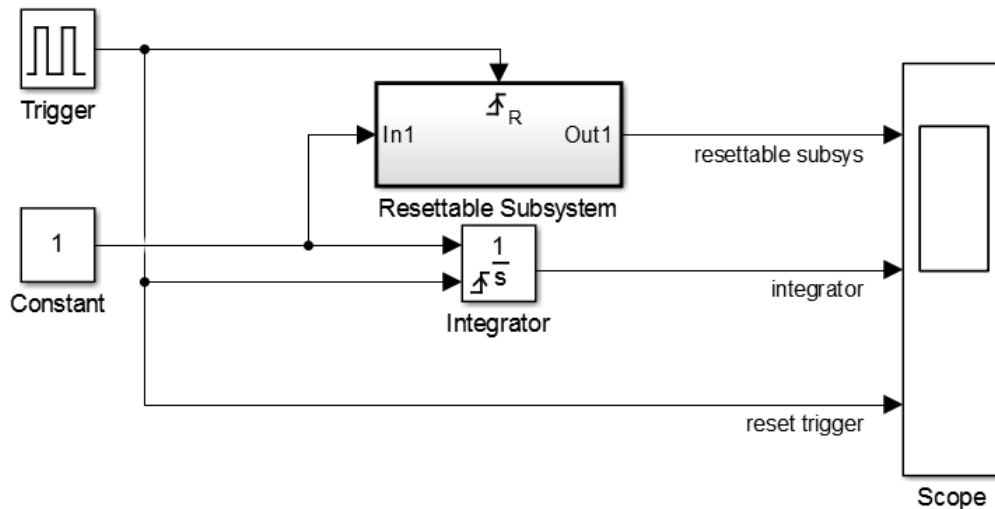 Trigger
R
In1
Out1
resettable subsys
Resettable Subsystem
1
Constant
1
s
integrator
Integrator
reset trigger
Scope